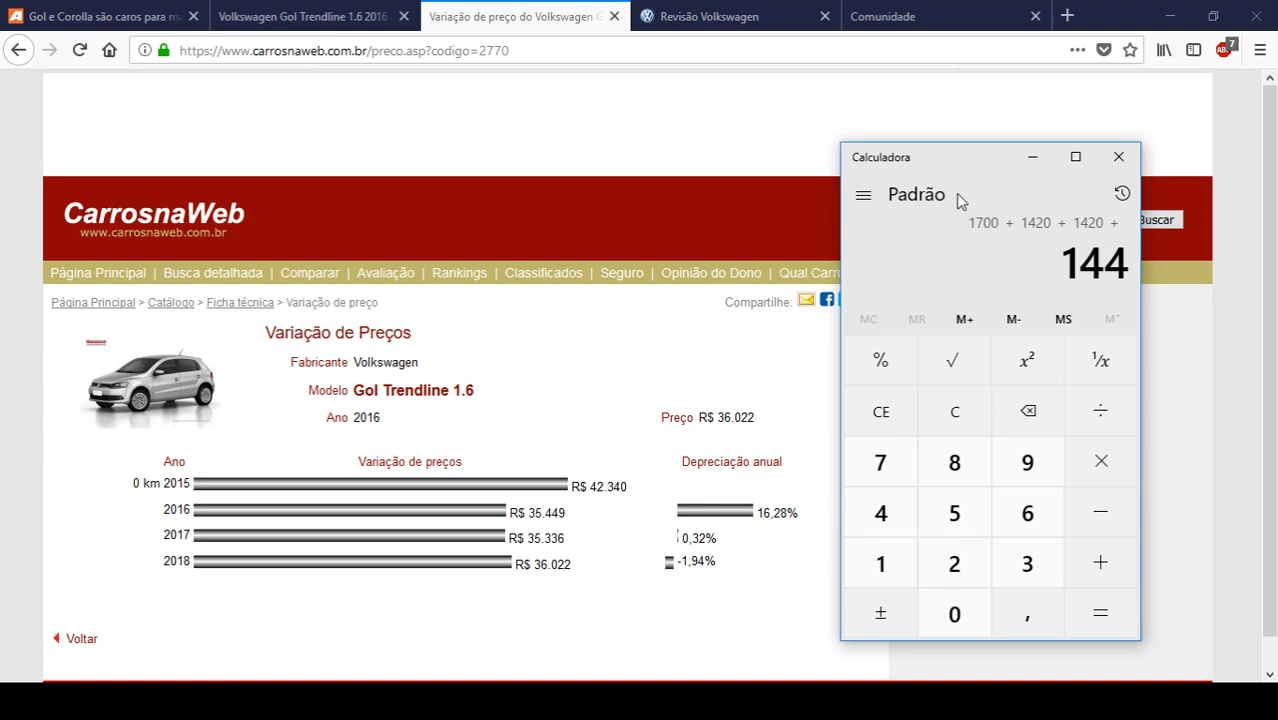 Gol e Corolla são caros para ma
Volkswagen Gol Trendline 1.6 2016
Variação de preço do Volkswagen G
Revisão Volkswagen
Comunidade
https://www.carrosnaweb.com.br/preco.asp?codigo=2770
7
CarrosnaWeb
www.carrosnaweb.com.br
Buscar
Página Principal | Busca detalhada | Comparar | Avaliação | Rankings | Classificados | Seguro | Opinião do Dono | Qual Carro
Página Principal > Catálogo > Ficha técnica > Variação de preço
Compartilhe:
Variação de Preços
Fabricante Volkswagen
Modelo Gol Trendline 1.6
Ano 2016
Preço R$ 36.022
Ano Variação de preços Depreciação anual
0 km 2015 R$ 42.340
2016 R$ 35.449 16,28%
2017 R$ 35.336 0,32%
2018 R$ 36.022 -1,94%
Voltar
Calculadora
Padrão
1700 + 1420 + 1420 +
144
MC MR M+ M- MS M˅
% √ x² ¹/x
CE C ÷
7 8 9 ×
4 5 6 −
1 2 3 +
± 0 , =